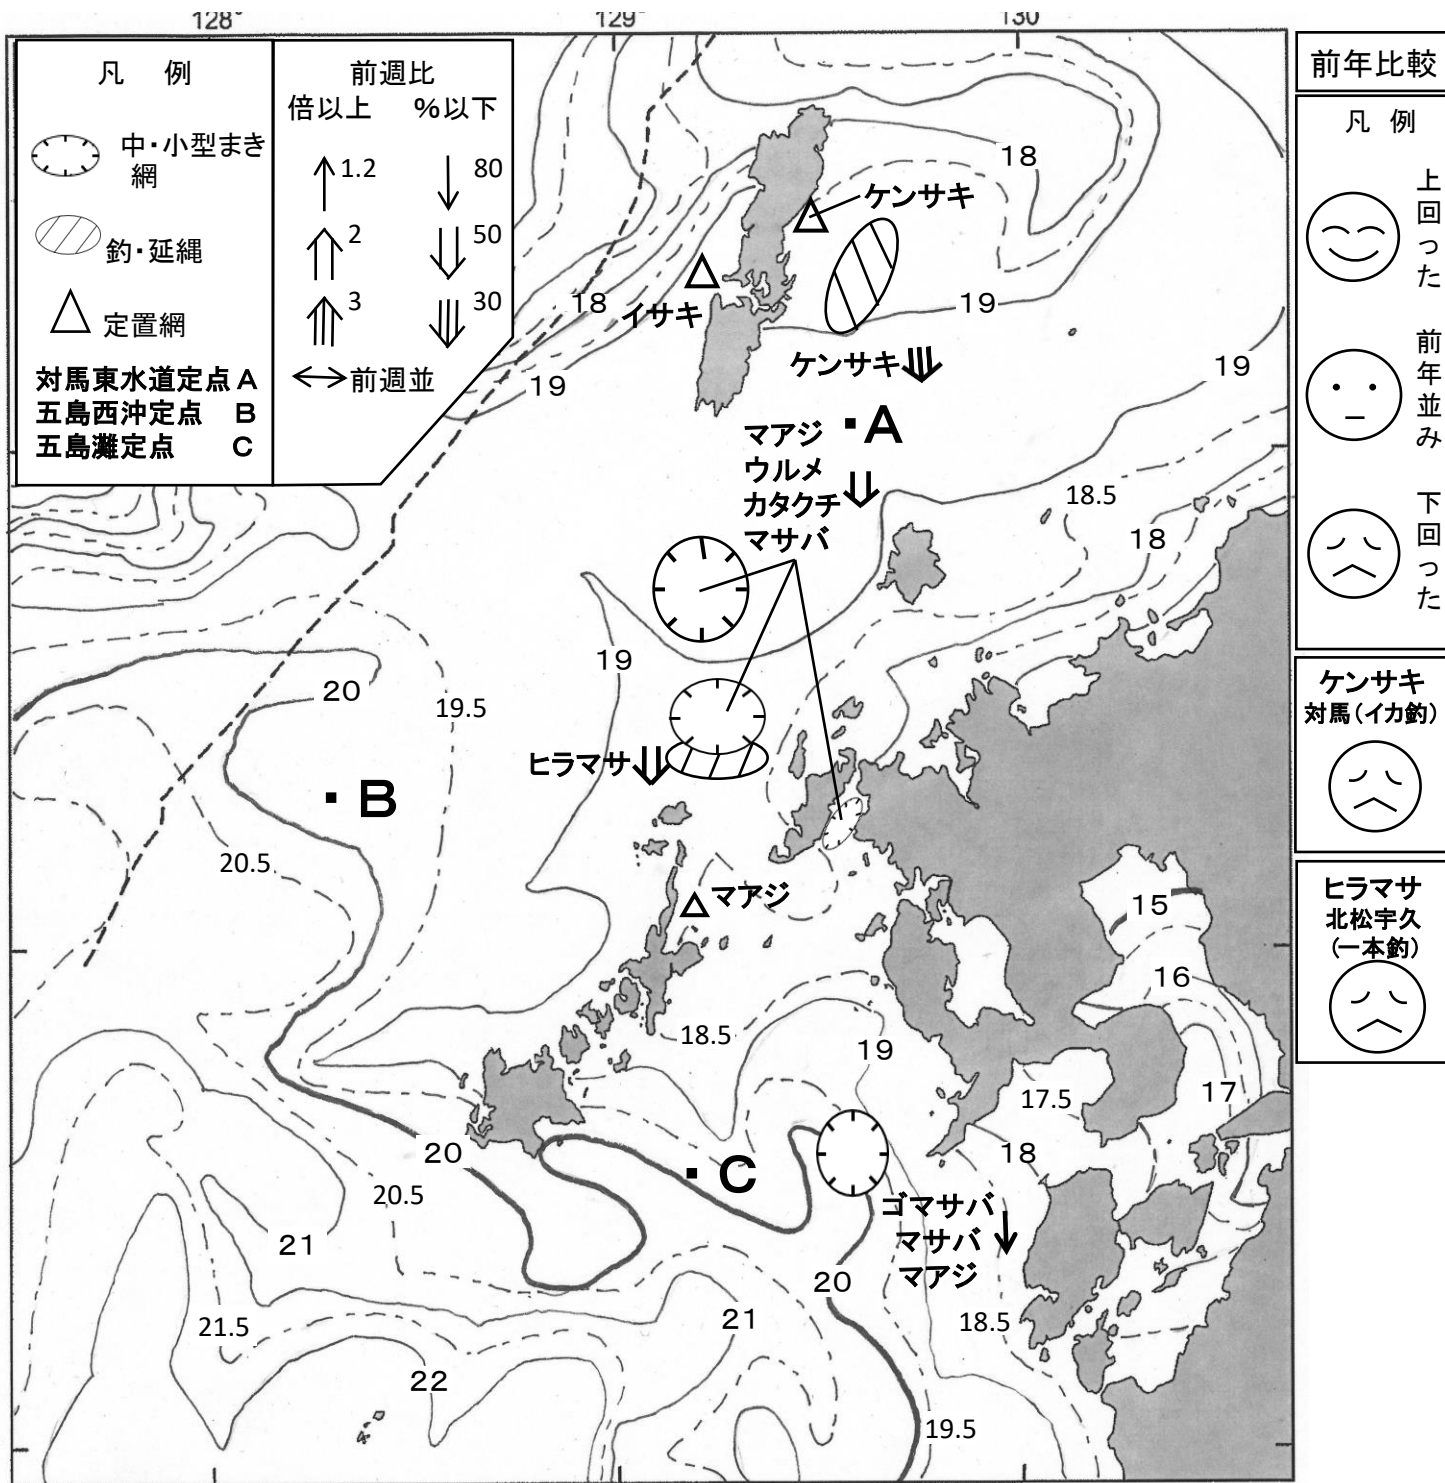 128°
129°
130
凡 例
中・小型まき
網
釣・延縄
定置網
対馬東水道定点 A
五島西沖定点 B
五島灘定点 C
前週比
倍以上 %以下
1.2
80
2
50
3
30
前週並
前年比較
凡 例
上回った
前年並み
下回った
ケンサキ
対馬(イカ釣)
ヒラマサ
北松宇久
(一本釣)
18
ケンサキ
イサキ
18
19
19
ケンサキ
19
A
マアジ
ウルメ
カタクチ
マサバ
18.5
18
19
20
19.5
ヒラマサ
B
20.5
マアジ
15
16
18.5
19
17.5
17
20
18
20.5
C
ゴマサバ
マサバ
マアジ
21
20
21.5
21
18.5
22
19.5